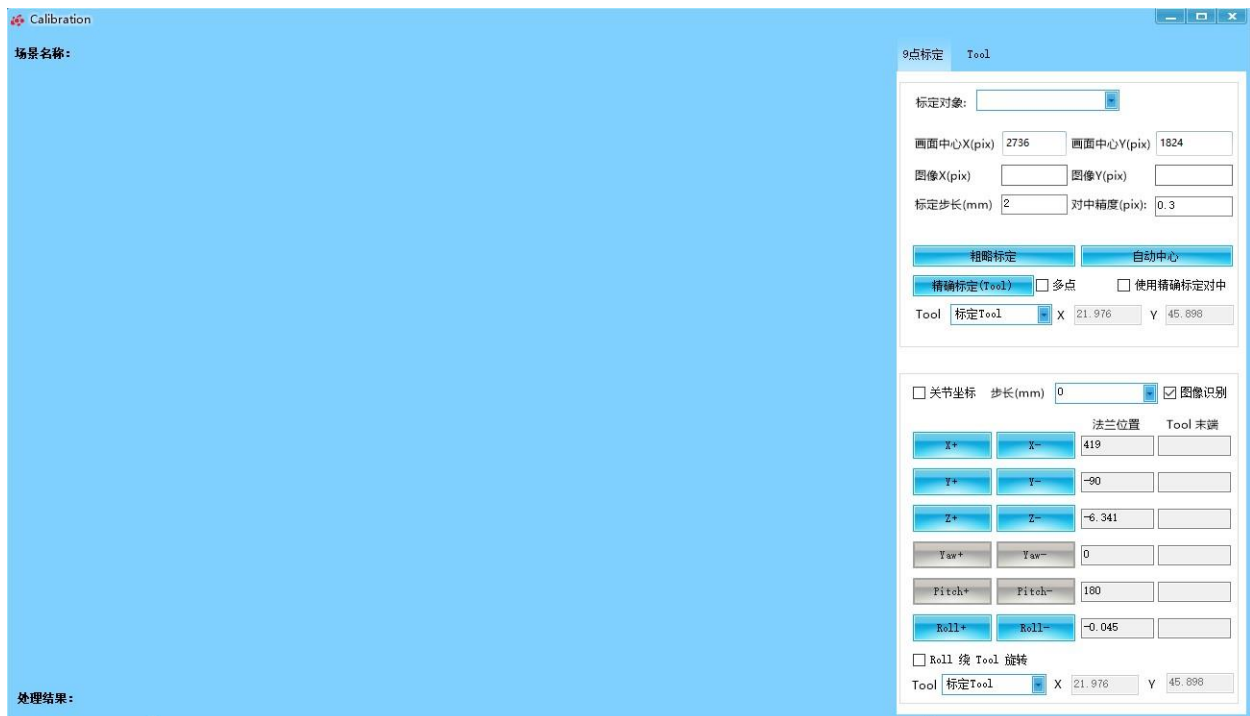 Calibration
场景名称:
9点标定 Tool
标定对象:
画面中心X(pix) 2736 画面中心Y(pix) 1824
图像X(pix) 图像Y(pix)
标定步长(mm) 2 对中精度(pix): 0.3
粗略标定 自动中心
精确标定(Tool) 多点 使用精确标定对中
Tool 标定Tool X 21.976 Y 45.898
关节坐标 步长(mm) 0 图像识别
法兰位置 Tool 末端
X+ X- 419
Y+ Y- -90
Z+ Z- -6.341
Yaw+ Yaw- 0
Pitch+ Pitch- 180
Roll+ Roll- -0.045
Roll 绕 Tool 旋转
Tool 标定Tool X 21.976 Y 45.898
处理结果: